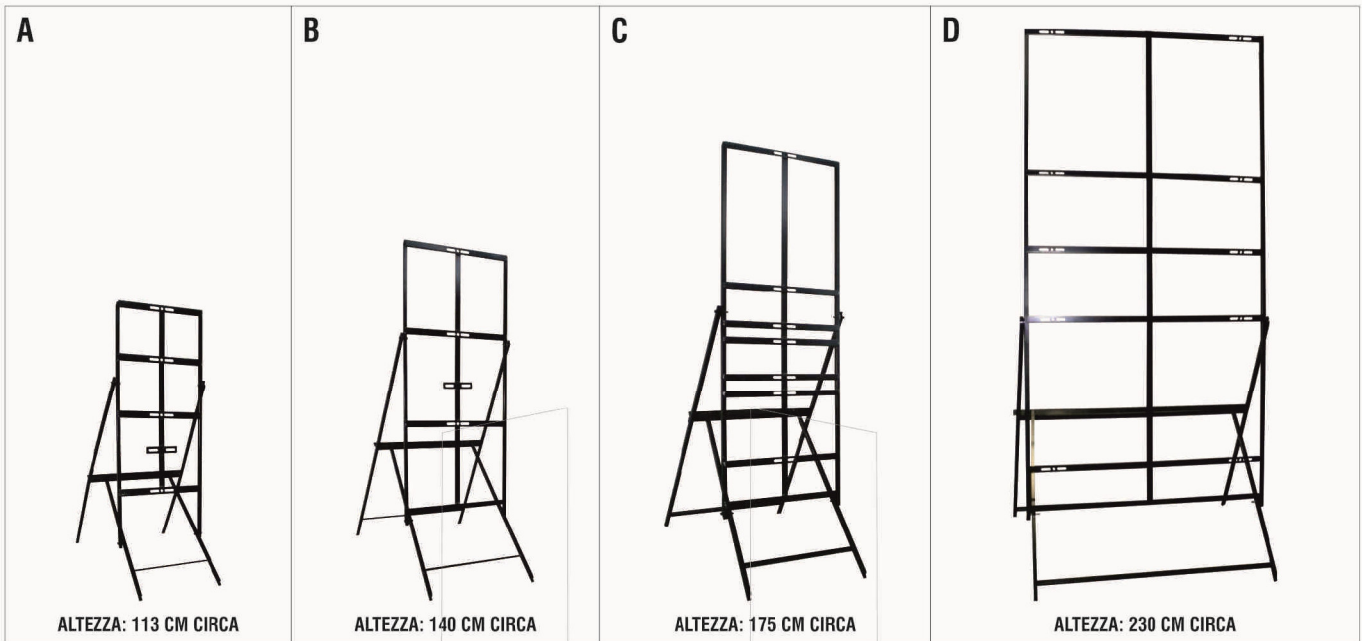 A
B
C
D
ALTEZZA: 113 CM CIRCA
ALTEZZA: 140 CM CIRCA
ALTEZZA: 175 CM CIRCA
ALTEZZA: 230 CM CIRCA